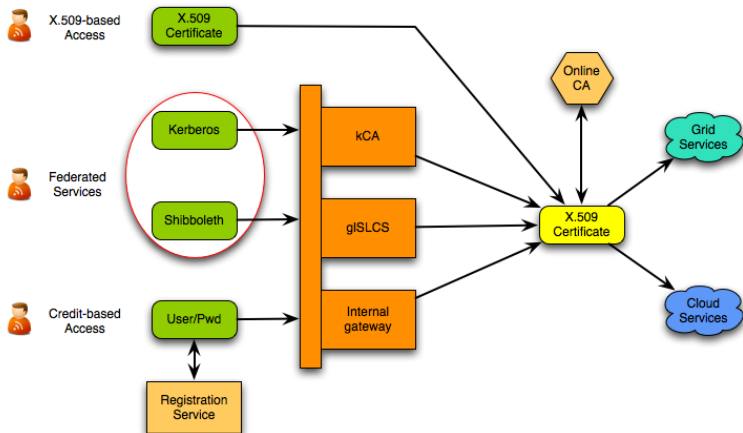 X.509-based
Access
X.509
Certificate
Online
CA
Kerberos
kCA
Grid
Services
Federated
Services
Shibboleth
gISLCS
X.509
Certificate
Credit-based
Access
User/Pwd
Internal
gateway
Cloud
Services
Registration
Service